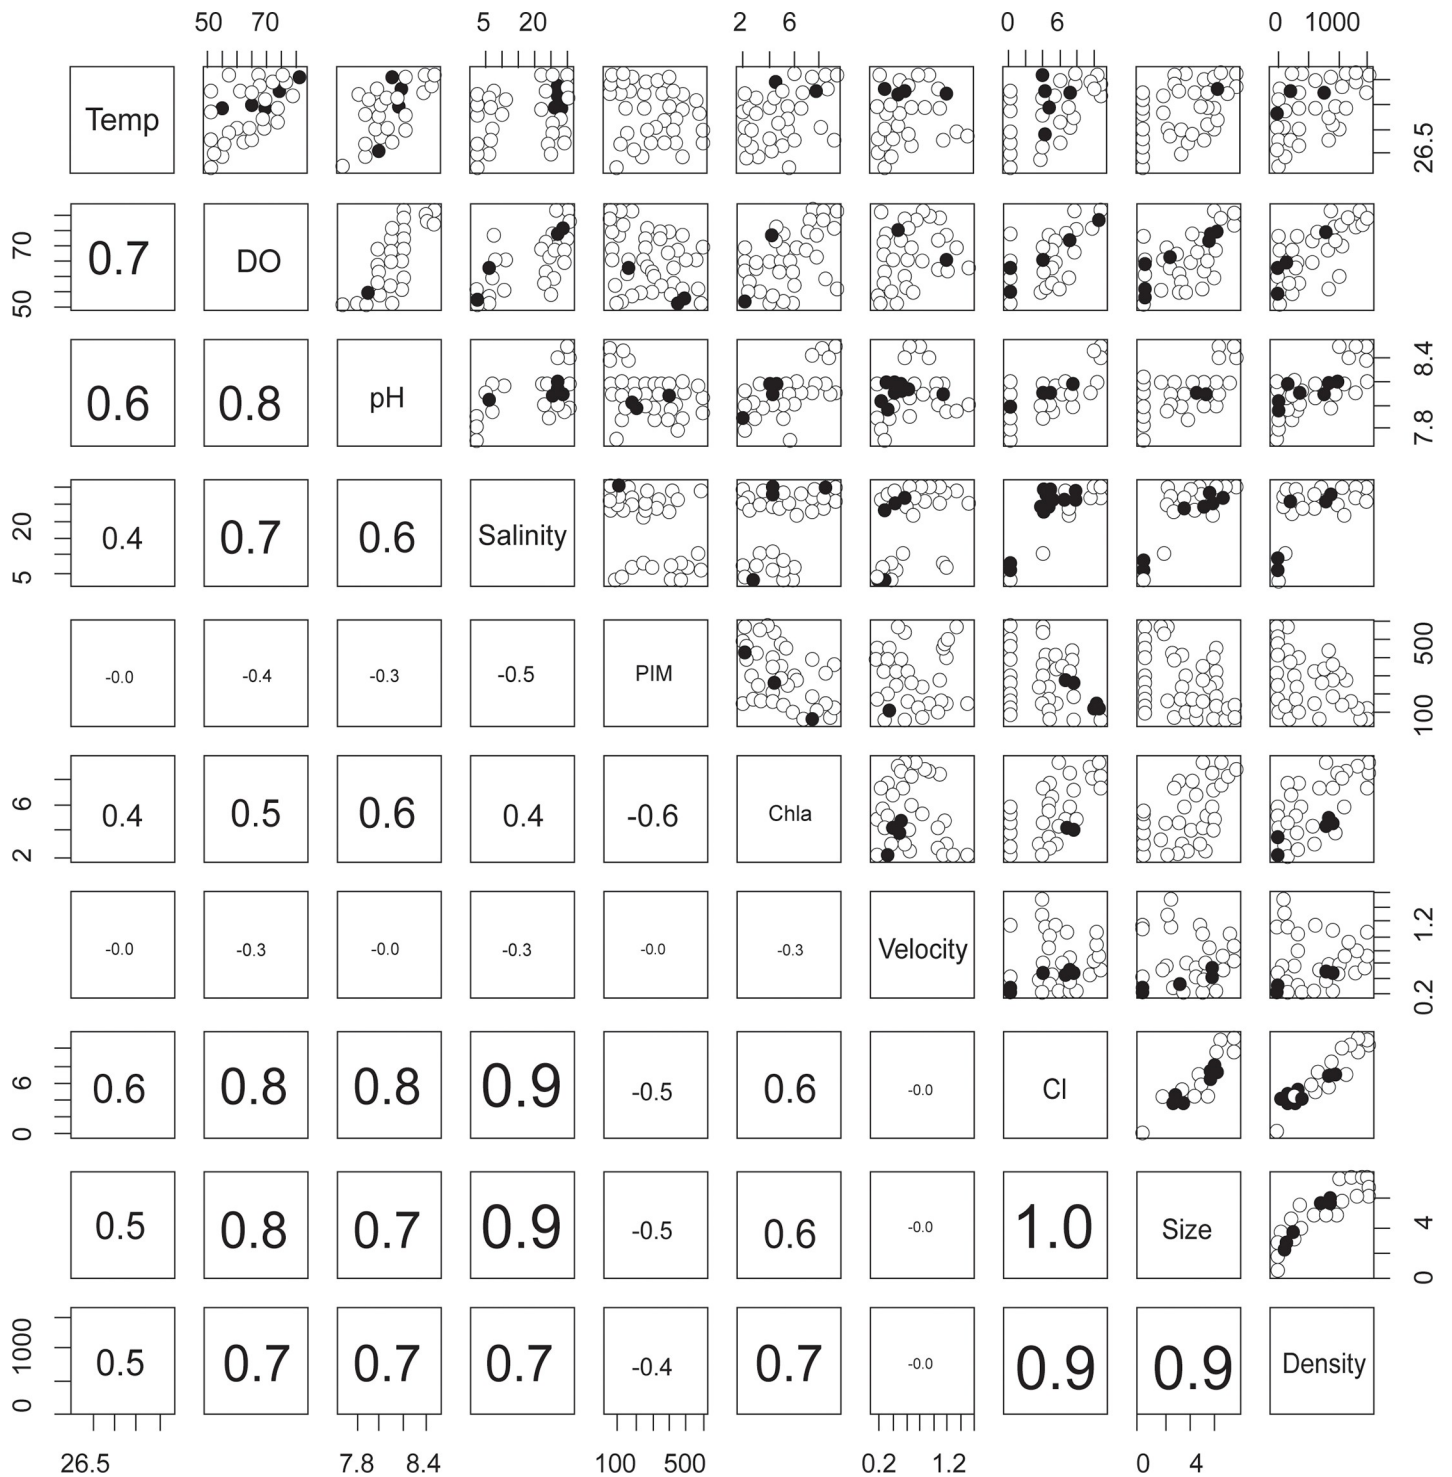 50 70 5 20 2 6 0 6 0 1000
Temp
26.5
70 50
0.7 DO
0.6 0.8 pH
8.4 7.8
20 5
0.4 0.7 0.6 Salinity
-0.0 -0.4 -0.3 -0.5 PIM
500 100
6 2
0.4 0.5 0.6 0.4 -0.6 Chla
-0.0 -0.3 -0.0 -0.3 -0.0 -0.3 Velocity
1.2 0.2
6 0
0.6 0.8 0.8 0.9 -0.5 0.6 -0.0 CI
0.5 0.8 0.7 0.9 -0.5 0.6 -0.0 1.0 Size
4 0
1000 0
0.5 0.7 0.7 0.7 -0.4 0.7 -0.0 0.9 0.9 Density
26.5 7.8 8.4 100 500 0.2 1.2 0 4